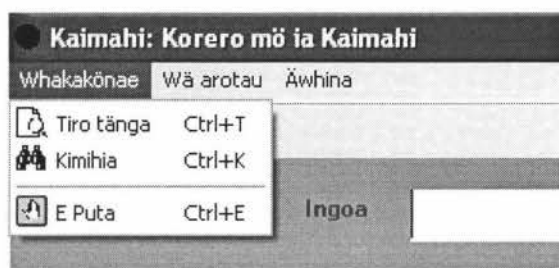 Kaimahi: Korero mö ia Kaimahi
Whakakönae Wä arotau Äwhina
Tiro tänga Ctrl+T
Kimihia Ctrl+K
E Puta Ctrl+E
Ingoa